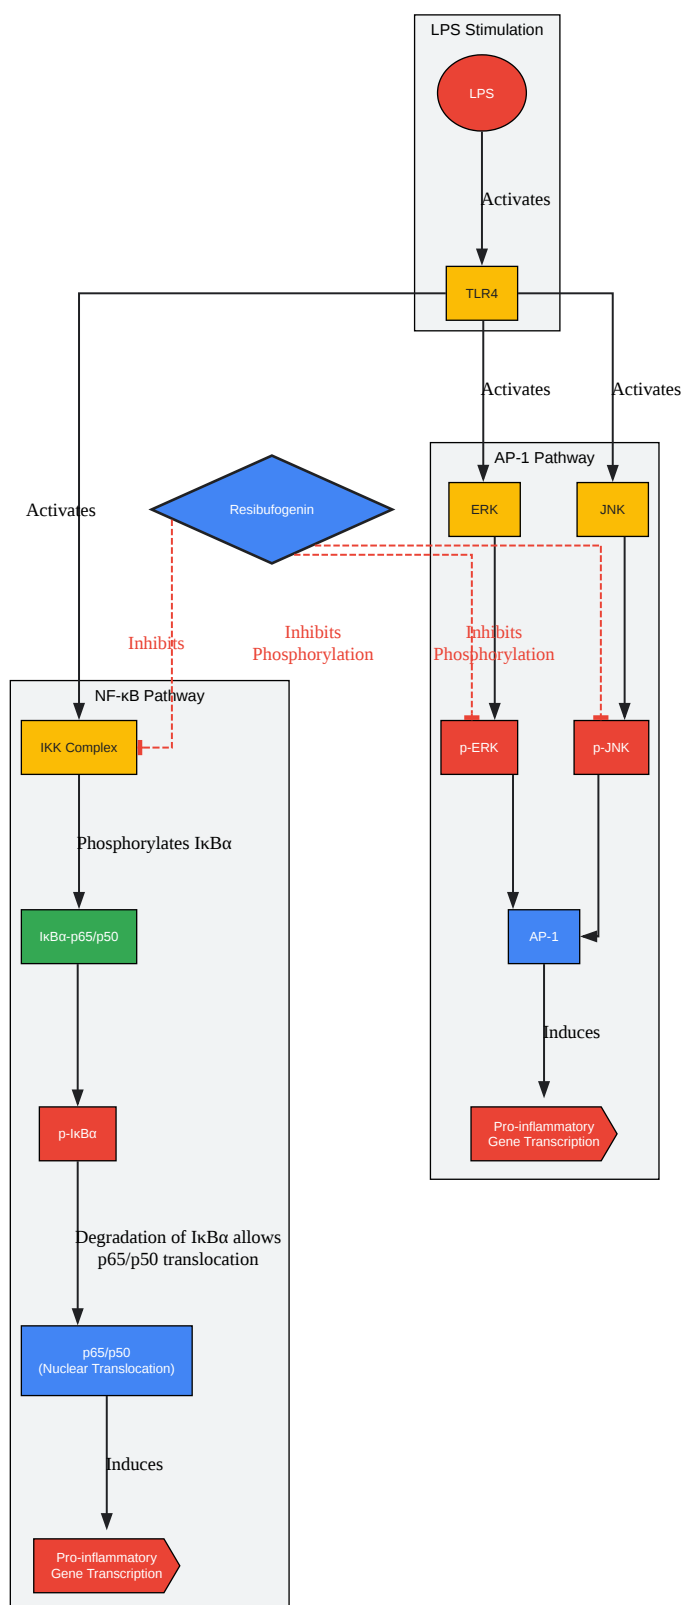 LPS Stimulation
LPS
Activates
TLR4
Activates
Activates
AP-1 Pathway
Activates
Resibufogenin
ERK
JNK
Inhibits
Inhibits
Phosphorylation
Inhibits
Phosphorylation
NF-κB Pathway
IKK Complex
p-ERK
p-JNK
Phosphorylates IκBα
IκBα-p65/p50
AP-1
Induces
p-IκBα
Pro-inflammatory
Gene Transcription
Degradation of IκBα allows
p65/p50 translocation
p65/p50
(Nuclear Translocation)
Induces
Pro-inflammatory
Gene Transcription